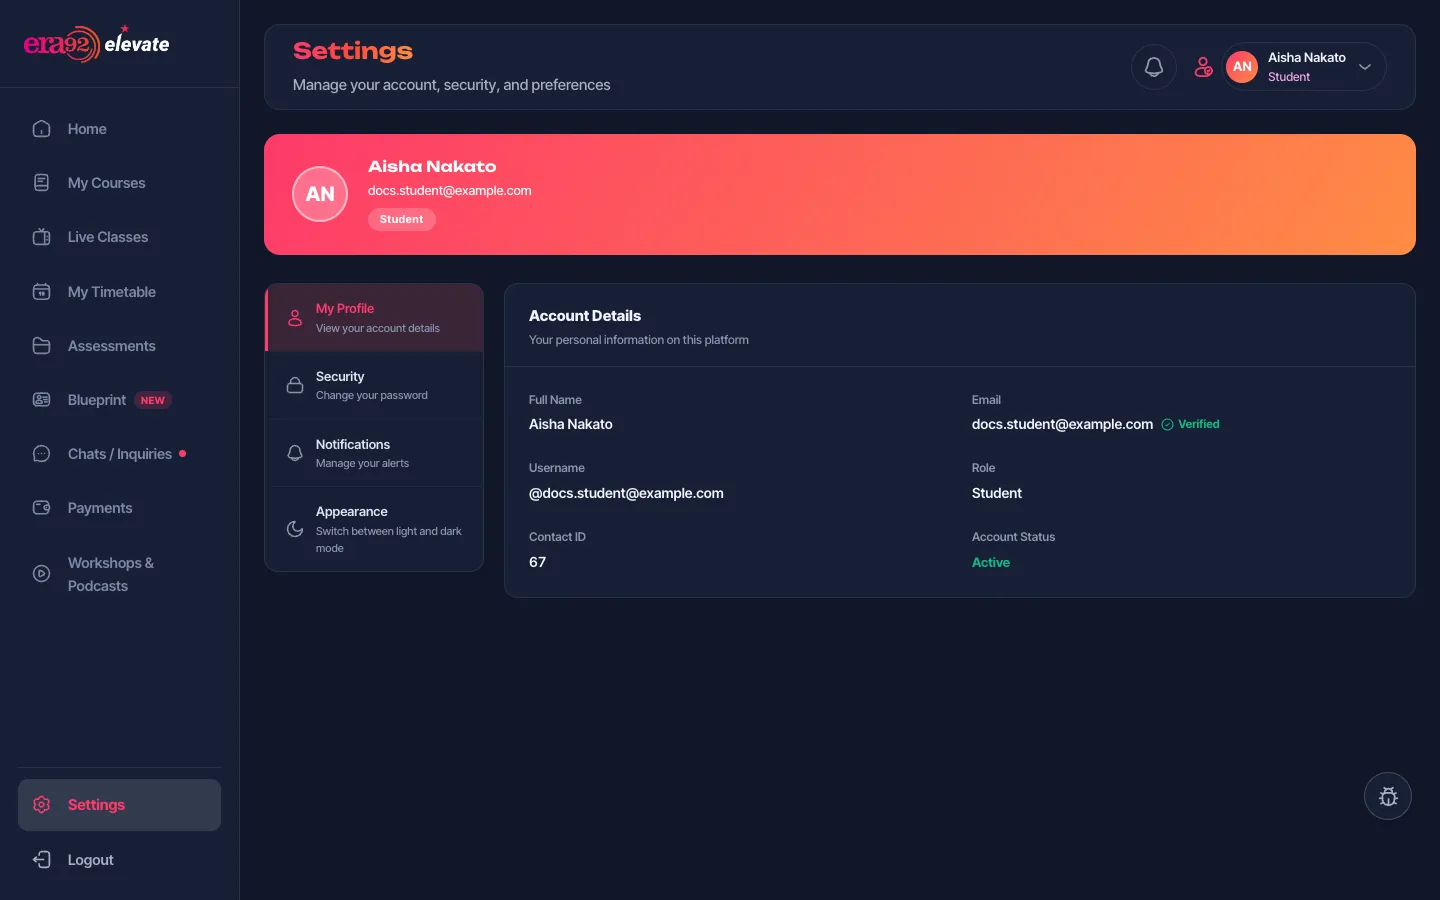 era92 elevate
Home
My Courses
Live Classes
My Timetable
Assessments
Blueprint NEW
Chats / Inquiries
Payments
Workshops &
Podcasts
Settings
Logout
Settings
Manage your account, security, and preferences
AN
Aisha Nakato
Student
AN
Aisha Nakato
docs.student@example.com
Student
My Profile
View your account details
Security
Change your password
Notifications
Manage your alerts
Appearance
Switch between light and dark
mode
Account Details
Your personal information on this platform
Full Name
Aisha Nakato
Email
docs.student@example.com Verified
Username
@docs.student@example.com
Role
Student
Contact ID
67
Account Status
Active